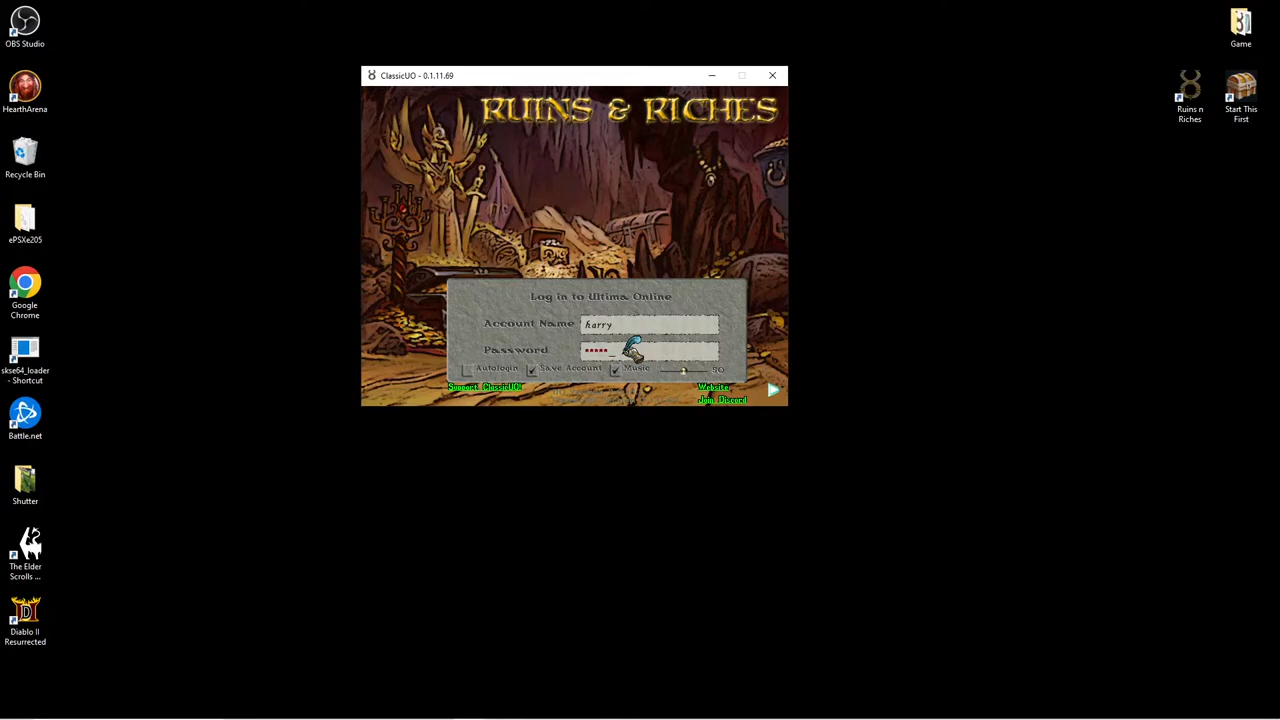 OBS Studio
HearthArena
Recycle Bin
ePSXe205
Google
Chrome
skse64_loader
- Shortcut
Battle.net
Shutter
The Elder
Scrolls ...
Diablo II
Resurrected
ClassicUO - 0.1.11.69
RUINS & RICHES
Log in to Ultima Online
Account Name harry
Password *****_
Autologin Save Account Music 50
Support ClassicUO! Website
Join Discord
Game
Ruins n
Riches
Start This
First